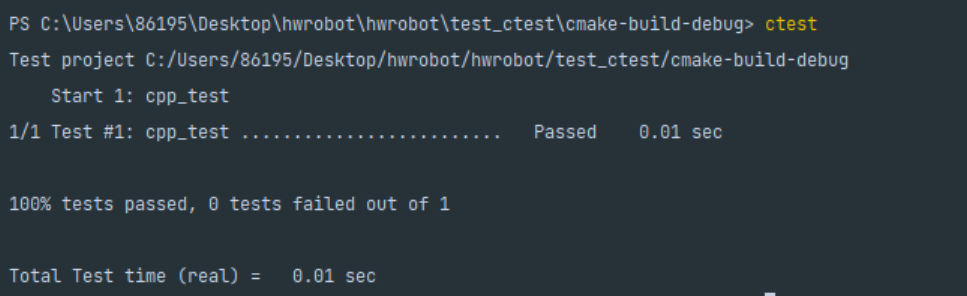 PS C:\Users\86195\Desktop\hwrobot\hwrobot\test_ctest\cmake-build-debug> ctest
Test project C:/Users/86195/Desktop/hwrobot/hwrobot/test_ctest/cmake-build-debug
    Start 1: cpp_test
1/1 Test #1: cpp_test .........................   Passed    0.01 sec
100% tests passed, 0 tests failed out of 1
Total Test time (real) =   0.01 sec